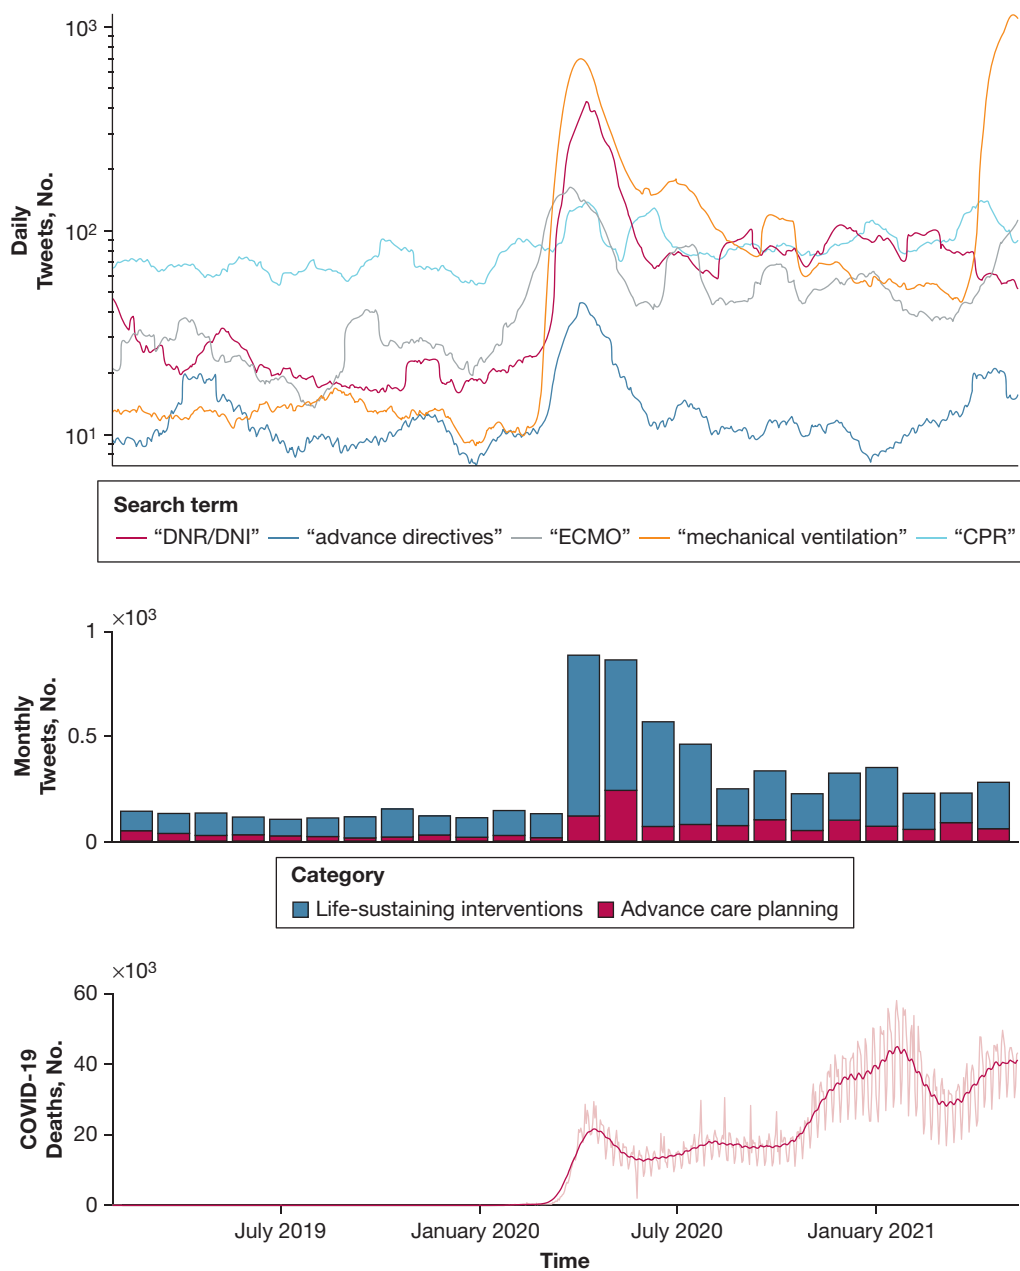 10³
10²
10¹
Daily
Tweets, No.
Search term
“DNR/DNI” “advance directives” “ECMO” “mechanical ventilation” “CPR”
×10³
1
0.5
0
Monthly
Tweets, No.
Category
Life-sustaining interventions Advance care planning
×10³
60
40
20
0
COVID-19
Deaths, No.
July 2019 January 2020 July 2020 January 2021
Time